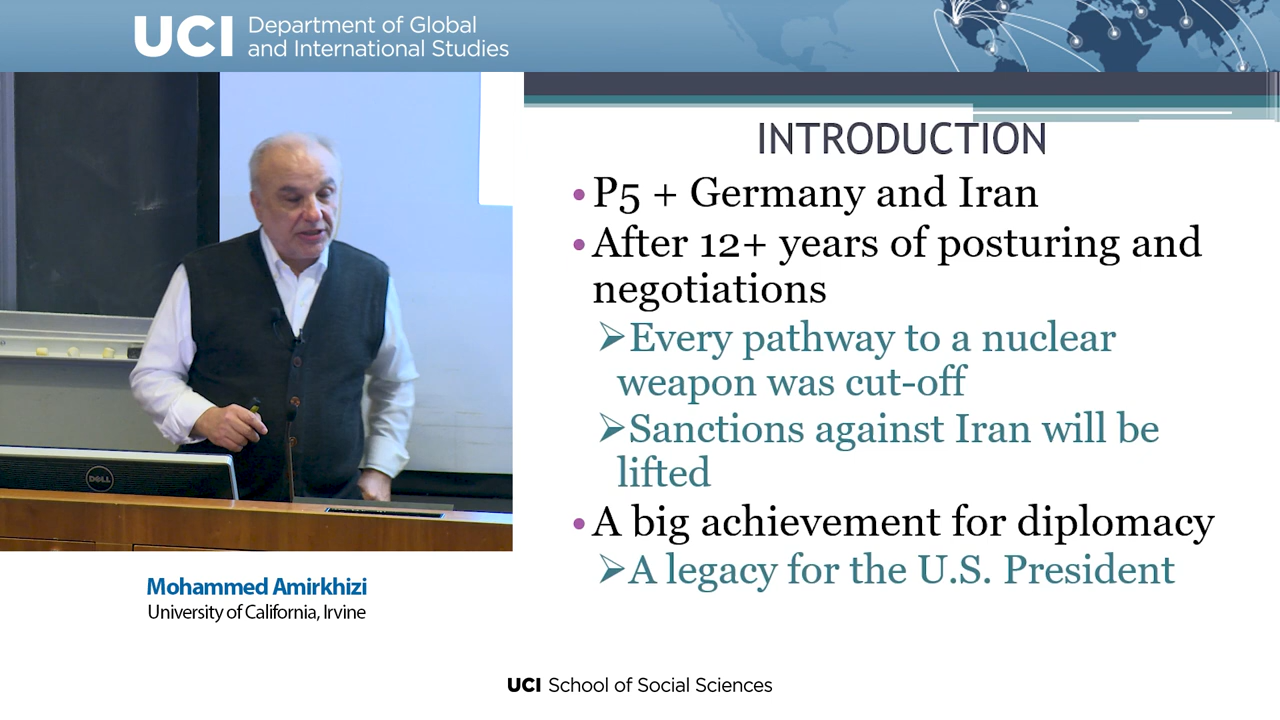 UCI Department of Global
and International Studies
INTRODUCTION
•P5 + Germany and Iran
•After 12+ years of posturing and
negotiations
➢Every pathway to a nuclear
weapon was cut-off
➢Sanctions against Iran will be
lifted
•A big achievement for diplomacy
➢A legacy for the U.S. President
DELL
Mohammed Amirkhizi
University of California, Irvine
UCI School of Social Sciences